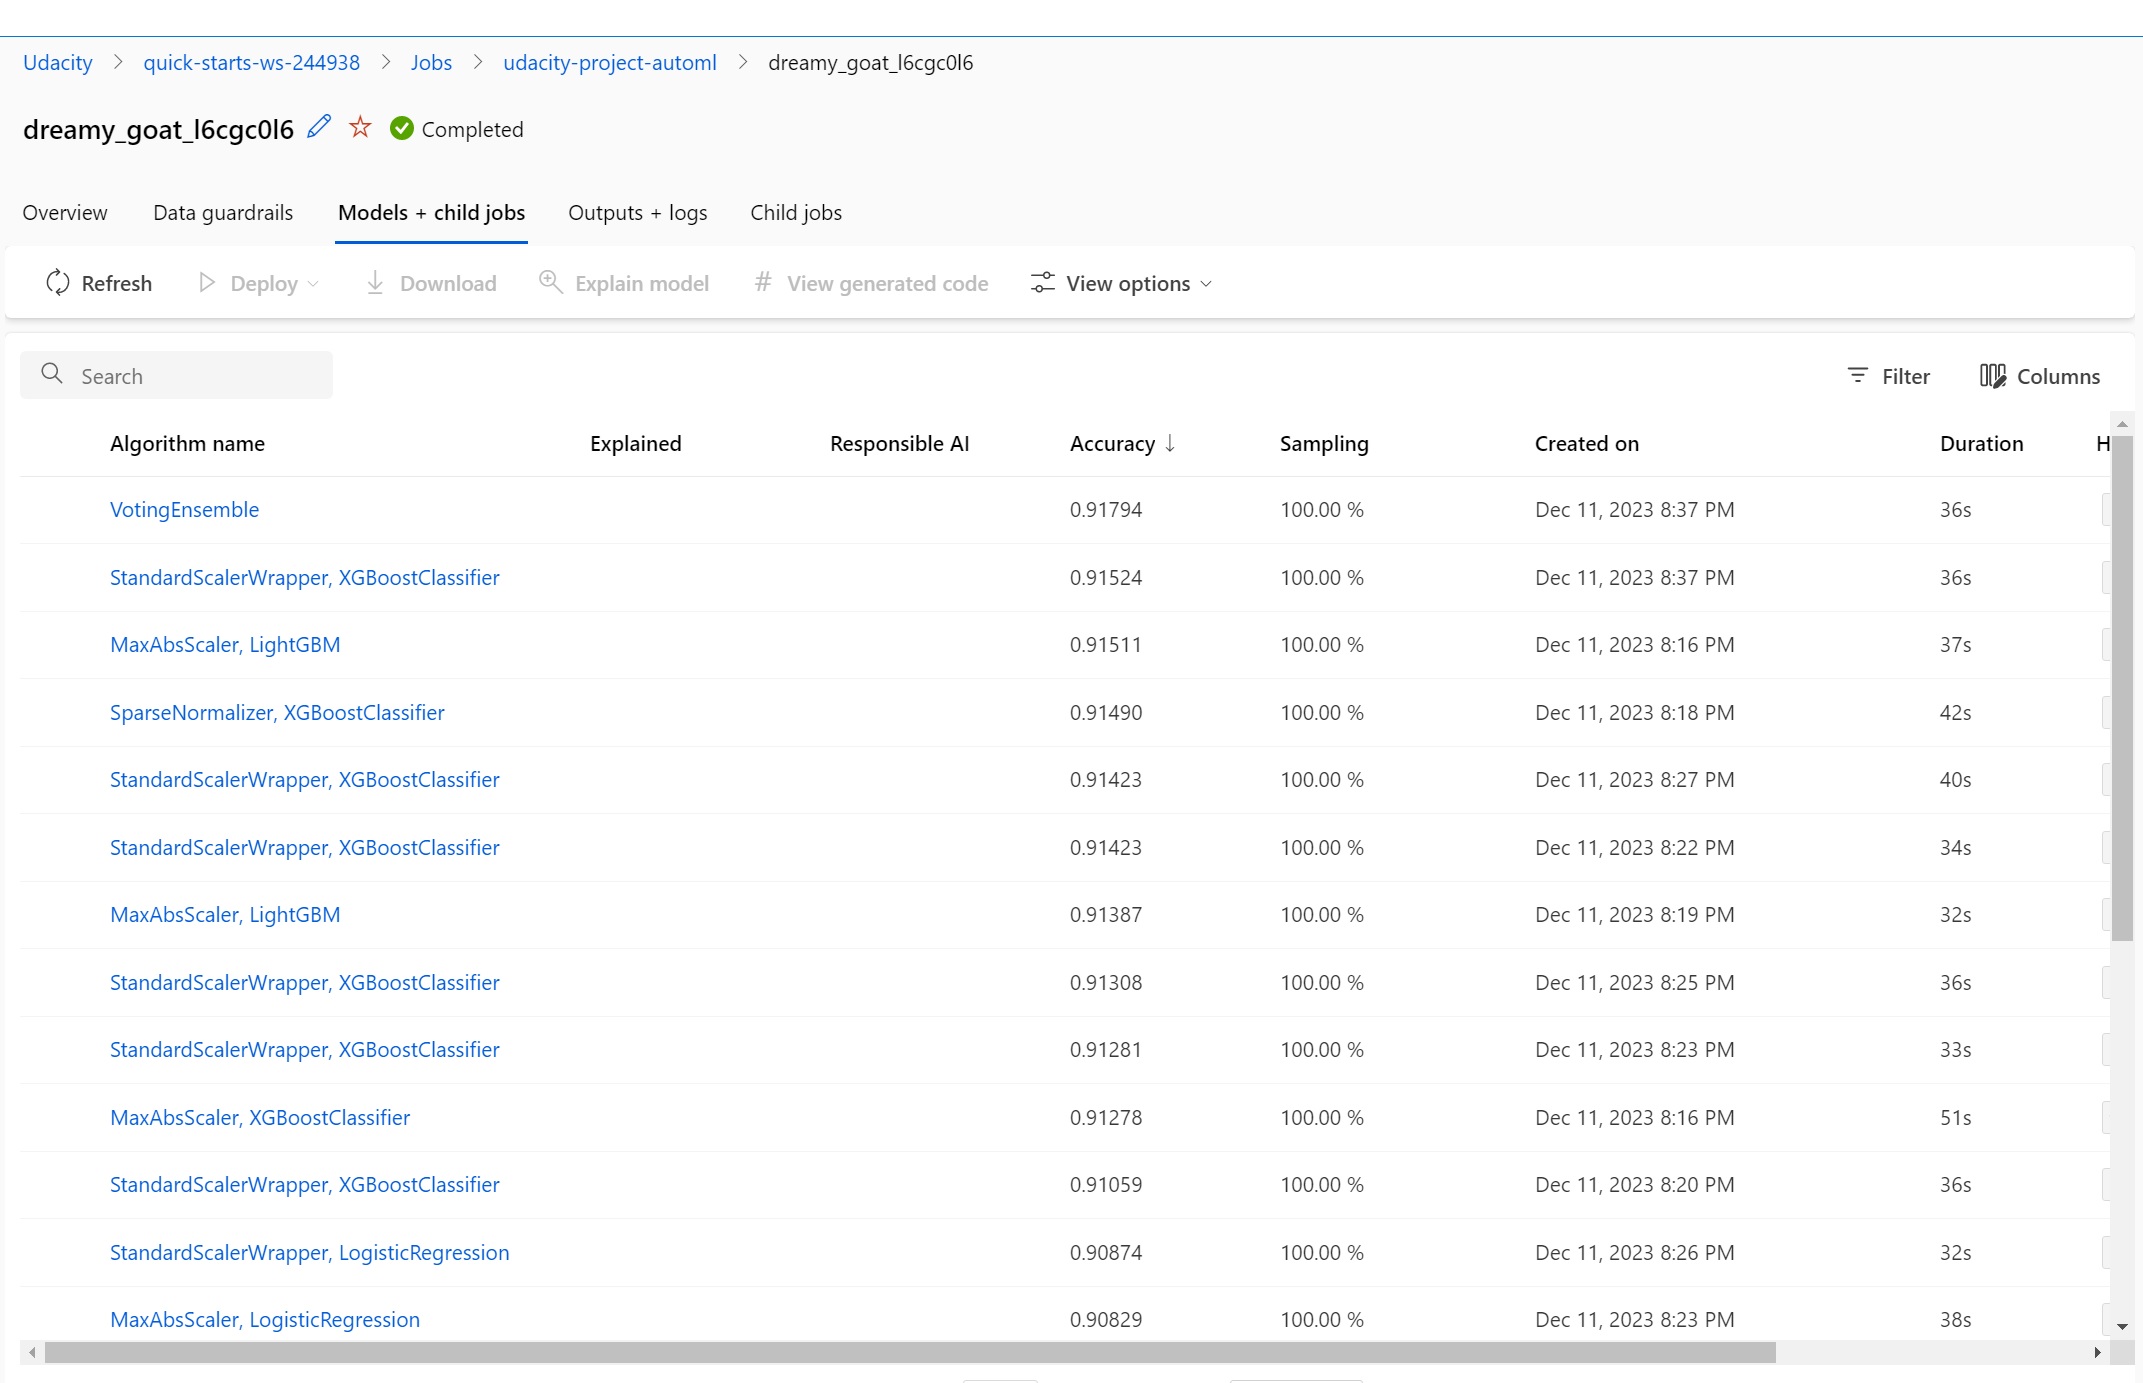 Udacity > quick-starts-ws-244938 > Jobs > udacity-project-automl > dreamy_goat_l6cgc0l6
dreamy_goat_l6cgc0l6 Completed
Overview Data guardrails Models + child jobs Outputs + logs Child jobs
Refresh Deploy Download Explain model # View generated code View options
Search Filter Columns
Algorithm name Explained Responsible AI Accuracy ↓ Sampling Created on Duration H
VotingEnsemble 0.91794 100.00 % Dec 11, 2023 8:37 PM 36s
StandardScalerWrapper, XGBoostClassifier 0.91524 100.00 % Dec 11, 2023 8:37 PM 36s
MaxAbsScaler, LightGBM 0.91511 100.00 % Dec 11, 2023 8:16 PM 37s
SparseNormalizer, XGBoostClassifier 0.91490 100.00 % Dec 11, 2023 8:18 PM 42s
StandardScalerWrapper, XGBoostClassifier 0.91423 100.00 % Dec 11, 2023 8:27 PM 40s
StandardScalerWrapper, XGBoostClassifier 0.91423 100.00 % Dec 11, 2023 8:22 PM 34s
MaxAbsScaler, LightGBM 0.91387 100.00 % Dec 11, 2023 8:19 PM 32s
StandardScalerWrapper, XGBoostClassifier 0.91308 100.00 % Dec 11, 2023 8:25 PM 36s
StandardScalerWrapper, XGBoostClassifier 0.91281 100.00 % Dec 11, 2023 8:23 PM 33s
MaxAbsScaler, XGBoostClassifier 0.91278 100.00 % Dec 11, 2023 8:16 PM 51s
StandardScalerWrapper, XGBoostClassifier 0.91059 100.00 % Dec 11, 2023 8:20 PM 36s
StandardScalerWrapper, LogisticRegression 0.90874 100.00 % Dec 11, 2023 8:26 PM 32s
MaxAbsScaler, LogisticRegression 0.90829 100.00 % Dec 11, 2023 8:23 PM 38s